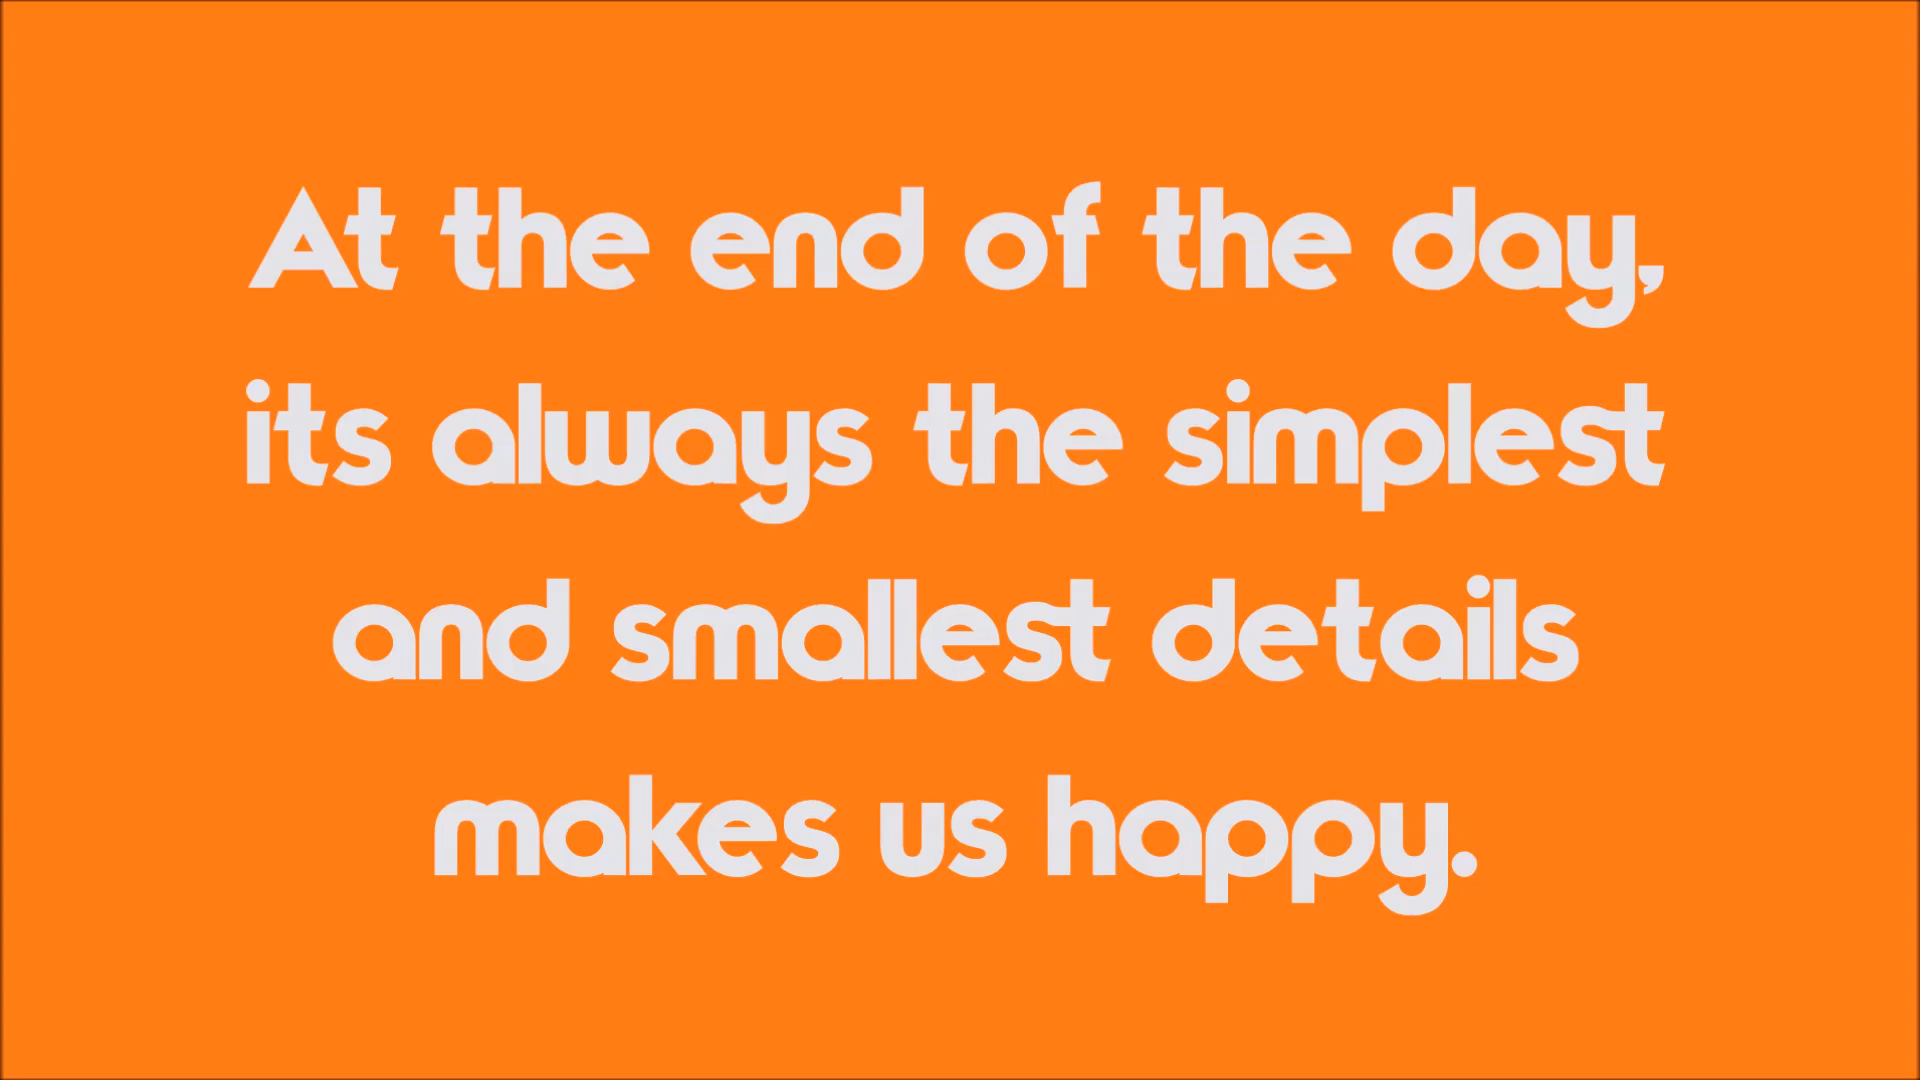 At the end of the day,
its always the simplest
and smallest details
makes us happy.